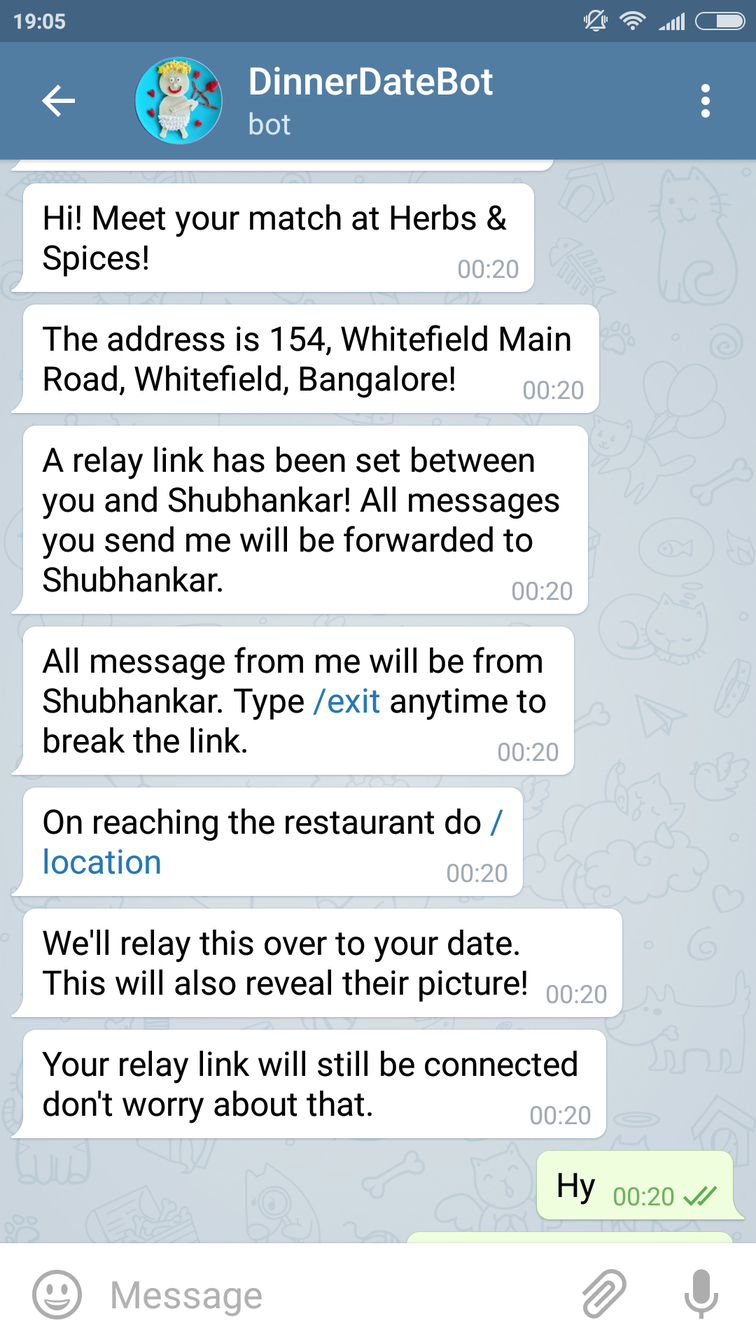 19:05
DinnerDateBot
bot
Hi! Meet your match at Herbs &
Spices!
00:20
The address is 154, Whitefield Main
Road, Whitefield, Bangalore!
00:20
A relay link has been set between
you and Shubhankar! All messages
you send me will be forwarded to
Shubhankar.
00:20
All message from me will be from
Shubhankar. Type /exit anytime to
break the link.
00:20
On reaching the restaurant do /
location
00:20
We'll relay this over to your date.
This will also reveal their picture!
00:20
Your relay link will still be connected
don't worry about that.
00:20
Hy 00:20
Message